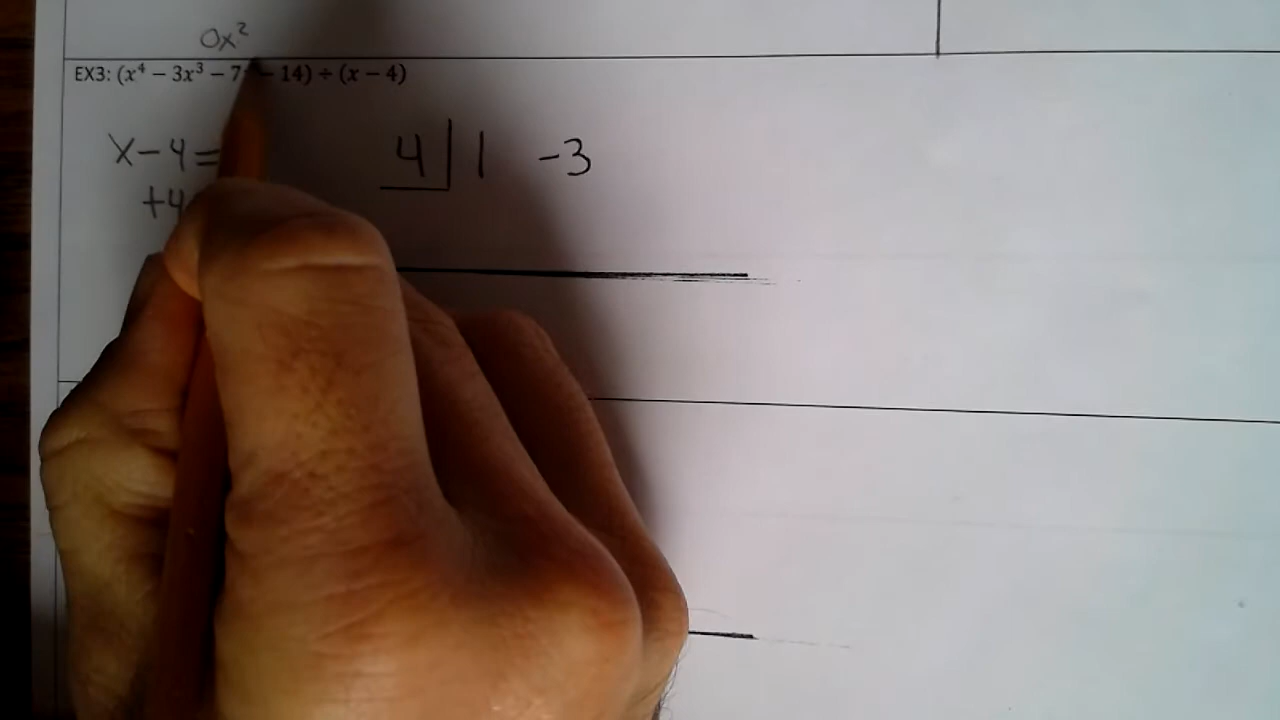 0x²
EX3: (x⁴ − 3x³ − 7 − 14) ÷ (x − 4)
x-4= 4 1 -3
+4